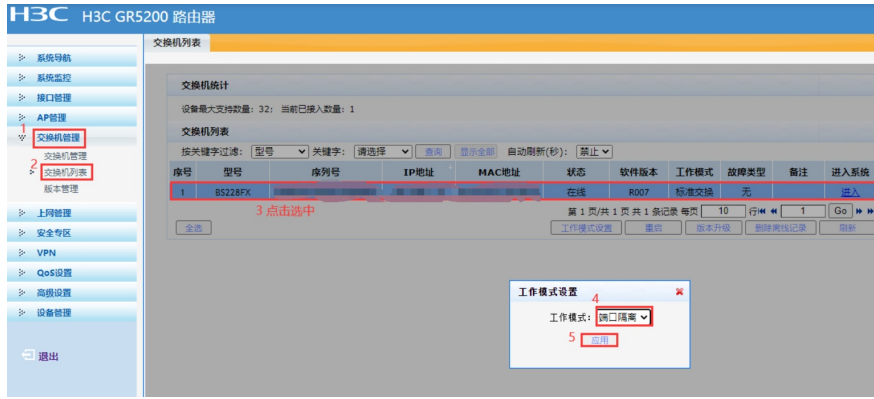 H3C H3C GR5200 路由器
交换机列表
系统导航
系统监控
接口管理
AP管理
1
交换机管理
交换机管理
2
交换机列表
版本管理
上网管理
安全专区
VPN
QoS设置
高级设置
设备管理
退出
交换机统计
设备最大支持数量: 32; 当前已接入数量: 1
交换机列表
按关键字过滤: 型号 关键字: 请选择 查询 显示全部 自动刷新(秒): 禁止
序号 型号 序列号 IP地址 MAC地址 状态 软件版本 工作模式 故障类型 备注 进入系统
1 BS228FX 在线 R007 标准交换 无 进入
3 点击选中
第 1 页/共 1 页 共 1 条记录 每页 10 行 1 Go
全选 工作模式设置 重启 版本升级 删除离线记录 刷新
工作模式设置
4
工作模式: 端口隔离
5 应用